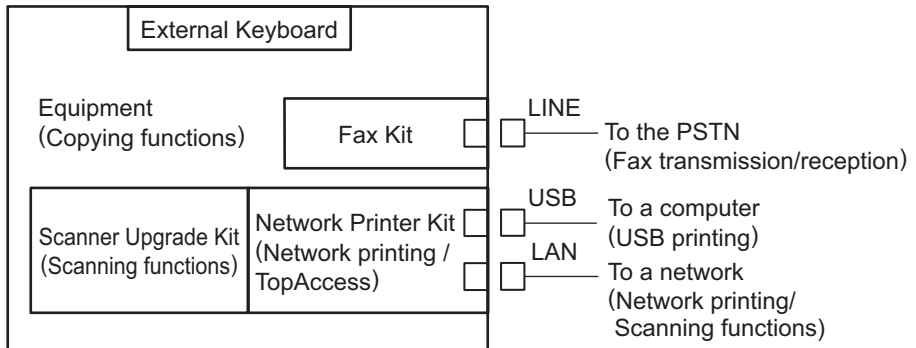 External Keyboard
Equipment
(Copying functions)
Fax Kit
LINE
To the PSTN
(Fax transmission/reception)
Scanner Upgrade Kit
(Scanning functions)
Network Printer Kit
(Network printing /
TopAccess)
USB
To a computer
(USB printing)
LAN
To a network
(Network printing/
Scanning functions)